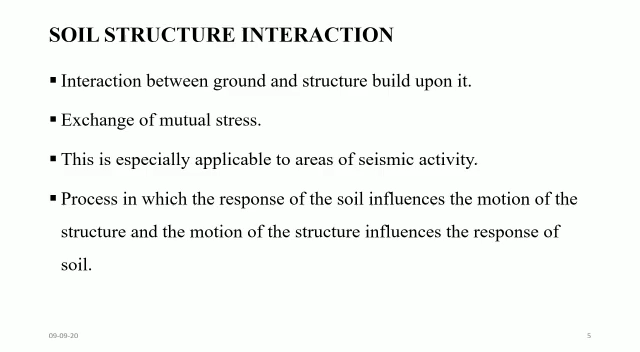 SOIL STRUCTURE INTERACTION
▪ Interaction between ground and structure build upon it.
▪ Exchange of mutual stress.
▪ This is especially applicable to areas of seismic activity.
▪ Process in which the response of the soil influences the motion of the
structure and the motion of the structure influences the response of
soil.
09-09-20
5